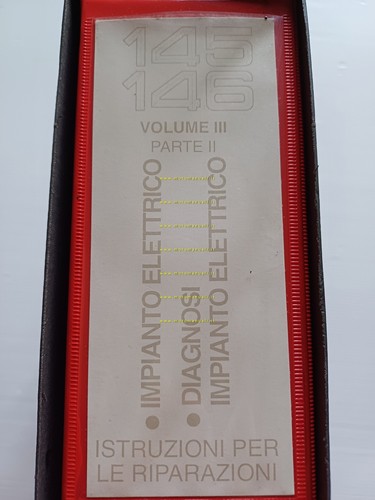 145
146
VOLUME III
PARTE II
• IMPIANTO ELETTRICO
• DIAGNOSI
IMPIANTO ELETTRICO
ISTRUZIONI PER
LE RIPARAZIONI